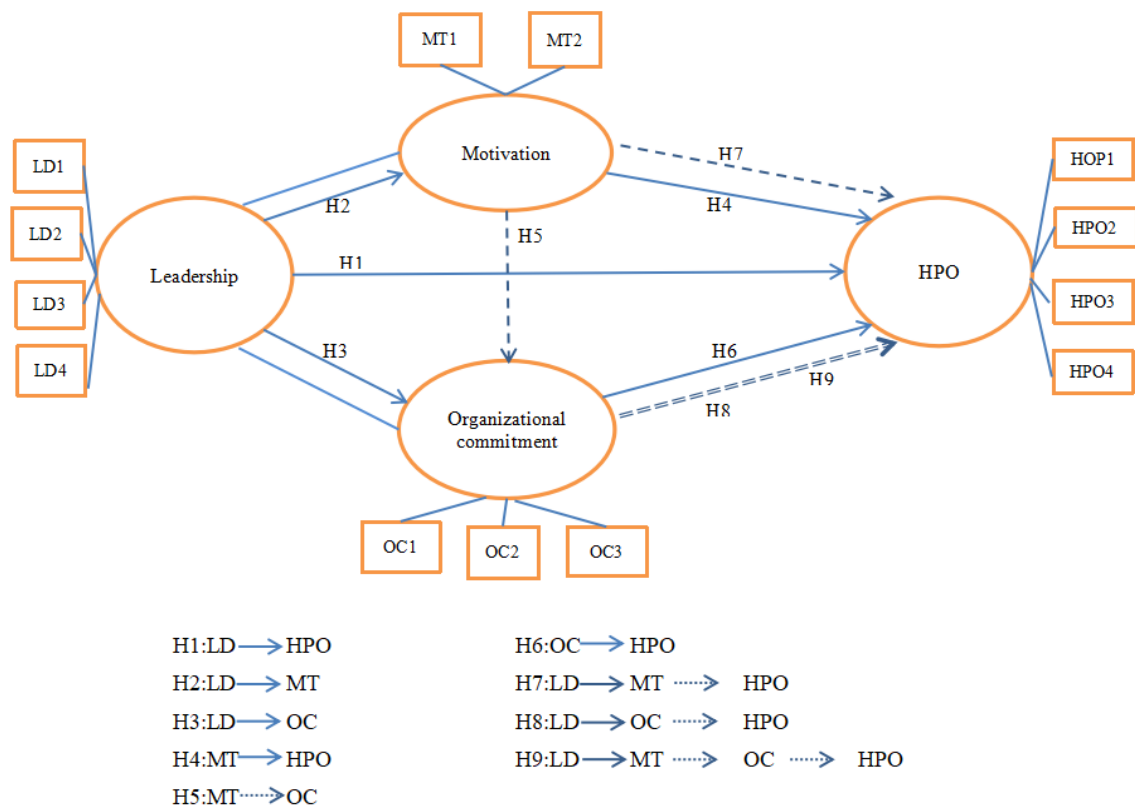 MT1
MT2
LD1
LD2
LD3
LD4
Motivation
H7
HOP1
HPO2
HPO3
HPO4
H2
H4
H5
Leadership
H1
HPO
H3
H6
H9
H8
Organizational
commitment
OC1
OC2
OC3
H1:LD → HPO
H2:LD → MT
H3:LD → OC
H4:MT → HPO
H5:MT → OC
H6:OC → HPO
H7:LD → MT → HPO
H8:LD → OC → HPO
H9:LD → MT → OC → HPO